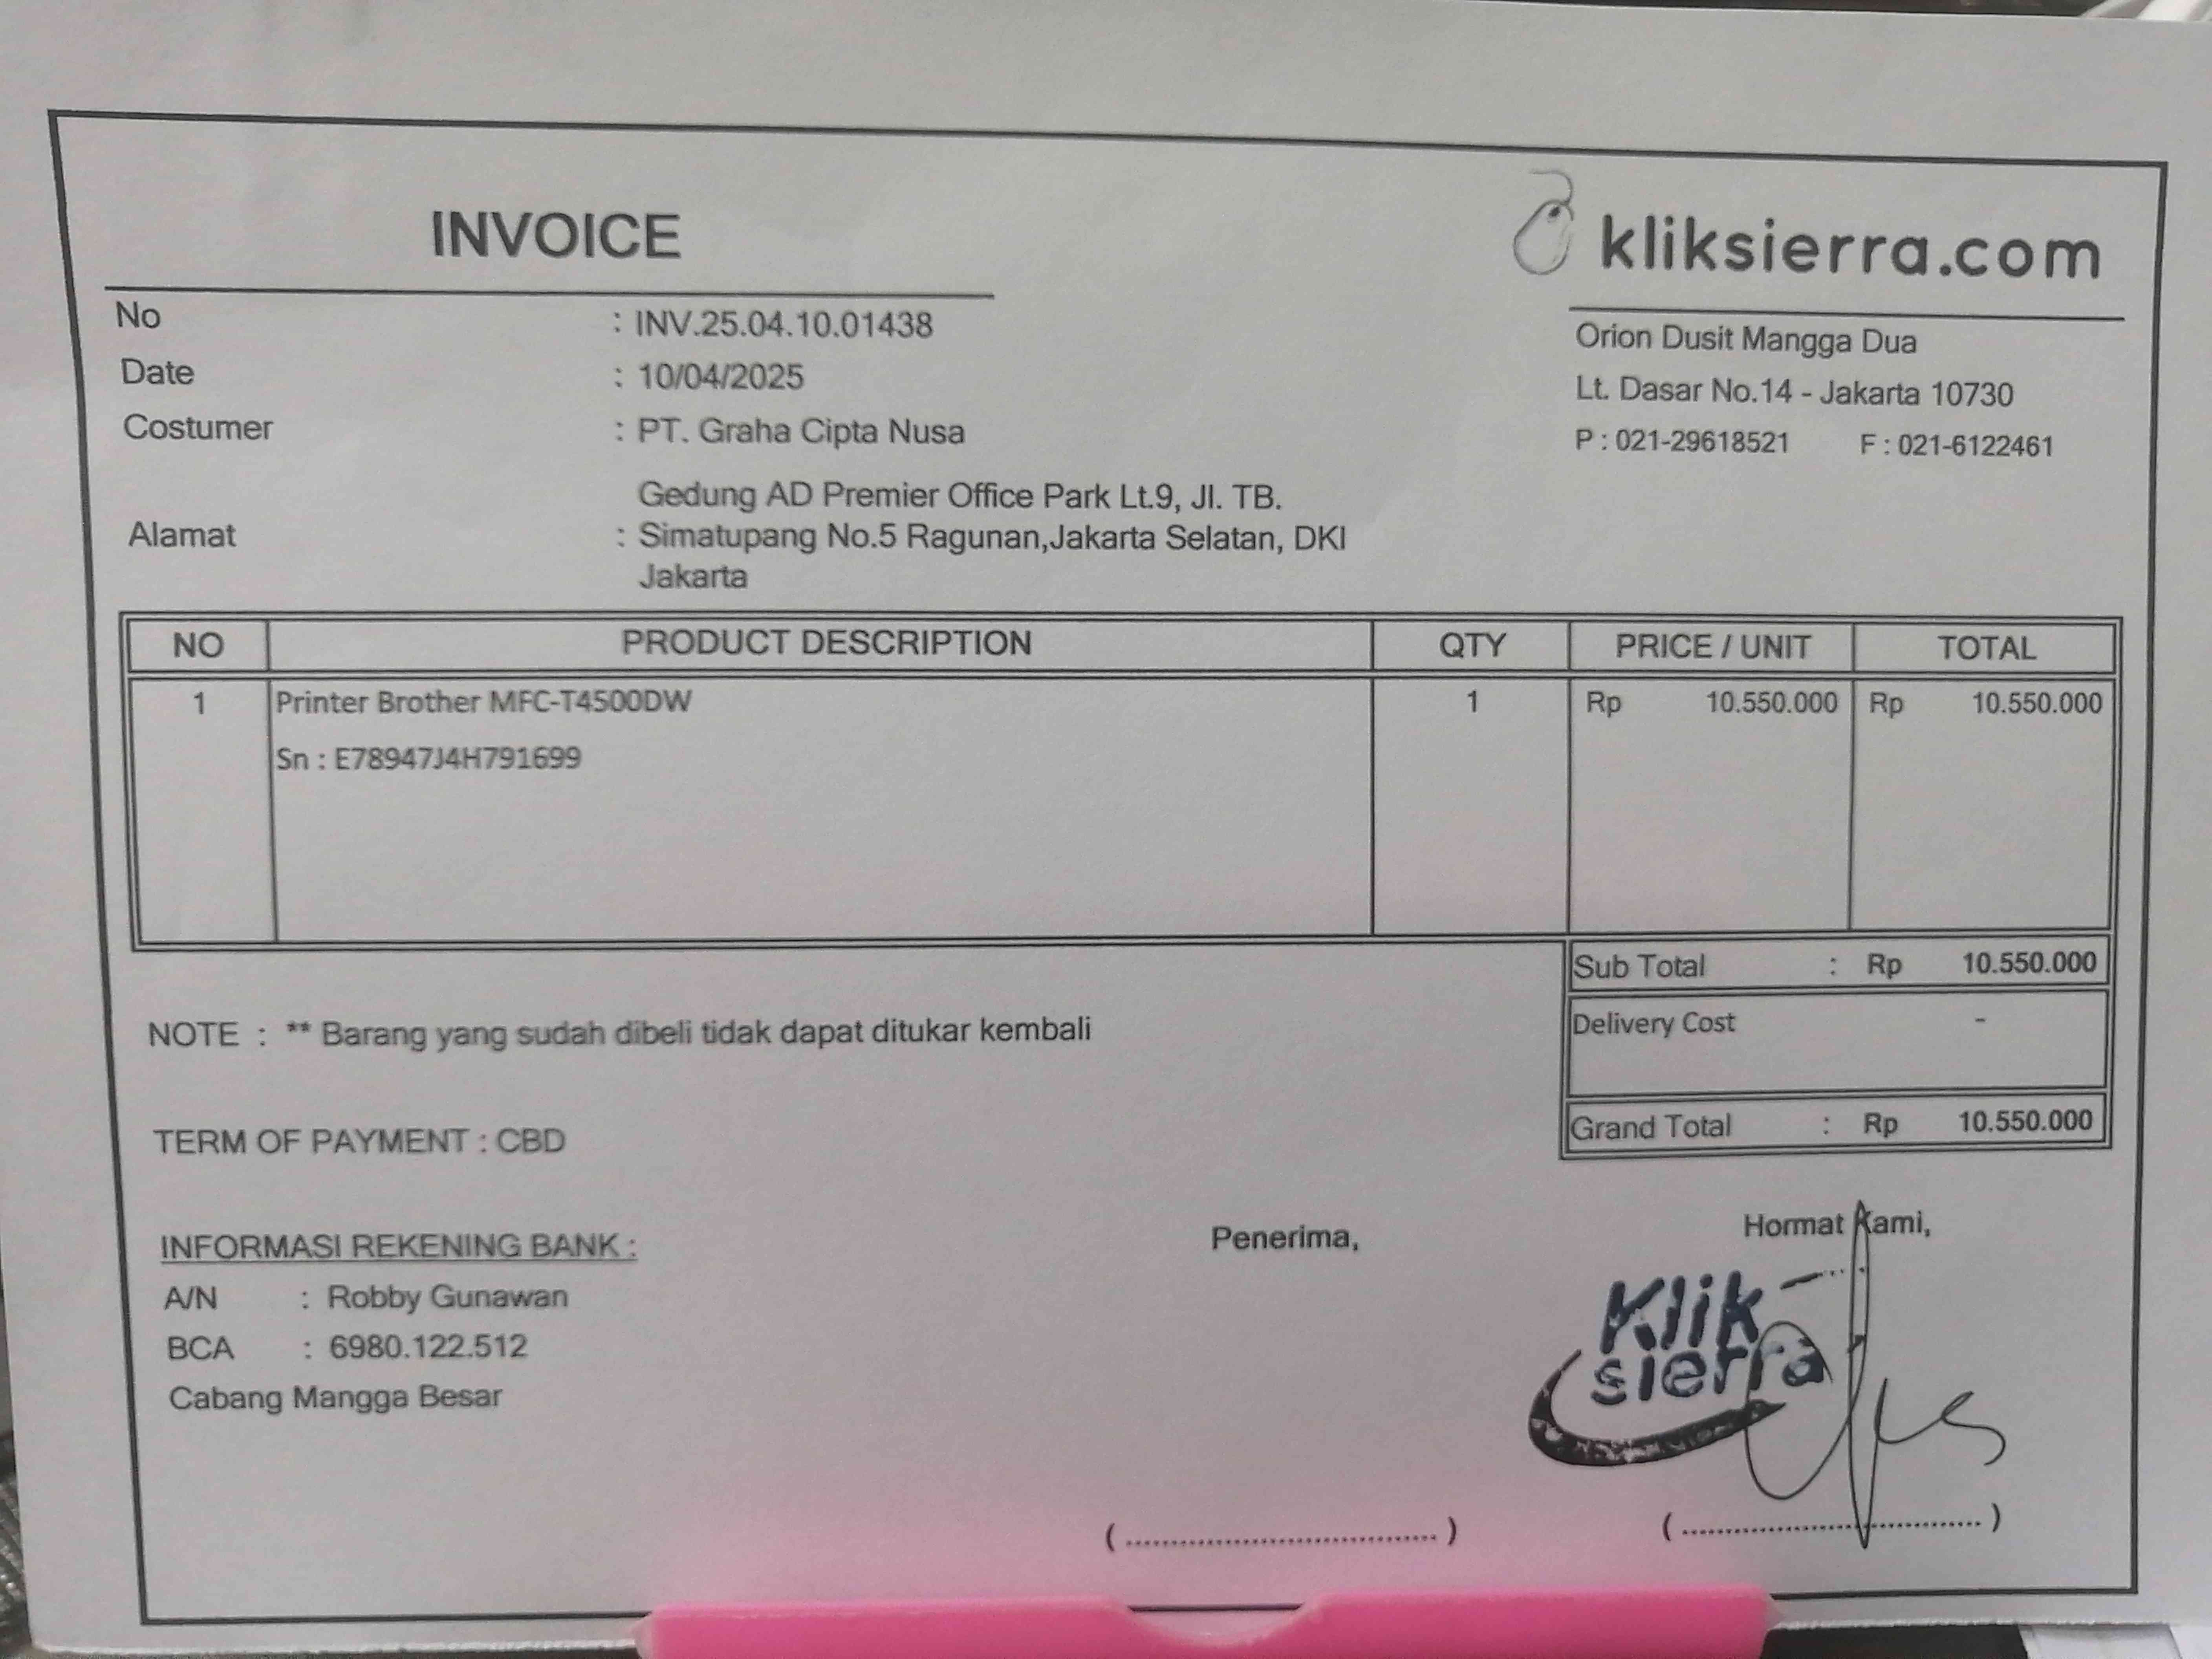 INVOICE
kliksierra.com
No : INV.25.04.10.01438
Date : 10/04/2025
Costumer : PT. Graha Cipta Nusa
Alamat : Gedung AD Premier Office Park Lt.9, Jl. TB.
Simatupang No.5 Ragunan,Jakarta Selatan, DKI
Jakarta
Orion Dusit Mangga Dua
Lt. Dasar No.14 - Jakarta 10730
P : 021-29618521 F : 021-6122461
NO PRODUCT DESCRIPTION QTY PRICE / UNIT TOTAL
1 Printer Brother MFC-T4500DW 1 Rp 10.550.000 Rp 10.550.000
Sn : E78947J4H791699
Sub Total : Rp 10.550.000
Delivery Cost -
Grand Total : Rp 10.550.000
NOTE : ** Barang yang sudah dibeli tidak dapat ditukar kembali
TERM OF PAYMENT : CBD
INFORMASI REKENING BANK :
A/N : Robby Gunawan
BCA : 6980.122.512
Cabang Mangga Besar
Penerima,
(..............................)
Hormat Kami,
Klik
sierra
(..............................)